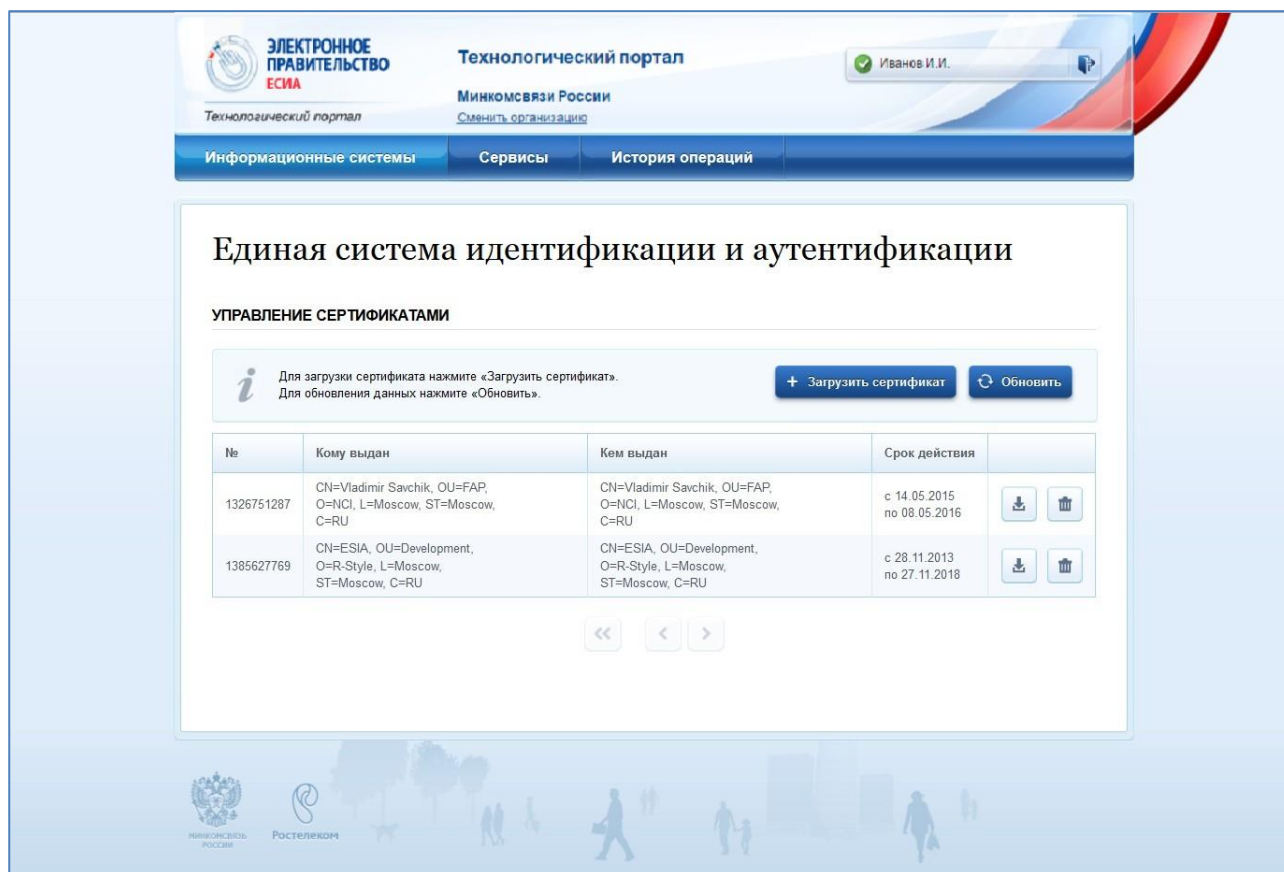 ЭЛЕКТРОННОЕ
ПРАВИТЕЛЬСТВО
ЕСИА
Технологический портал
Технологический портал
Минкомсвязи России
Сменить организацию
Иванов И.И.
Информационные системы
Сервисы
История операций
Единая система идентификации и аутентификации
УПРАВЛЕНИЕ СЕРТИФИКАТАМИ
Для загрузки сертификата нажмите «Загрузить сертификат».
Для обновления данных нажмите «Обновить».
+ Загрузить сертификат
Обновить
№
Кому выдан
Кем выдан
Срок действия
1326751287
CN=Vladimir Savchik, OU=FAP,
O=NCI, L=Moscow, ST=Moscow,
C=RU
CN=Vladimir Savchik, OU=FAP,
O=NCI, L=Moscow, ST=Moscow,
C=RU
с 14.05.2015
по 08.05.2016
1385627769
CN=ESIA, OU=Development,
O=R-Style, L=Moscow,
ST=Moscow, C=RU
CN=ESIA, OU=Development,
O=R-Style, L=Moscow,
ST=Moscow, C=RU
с 28.11.2013
по 27.11.2018
МИНКОМСВЯЗЬ
РОССИИ
Ростелеком